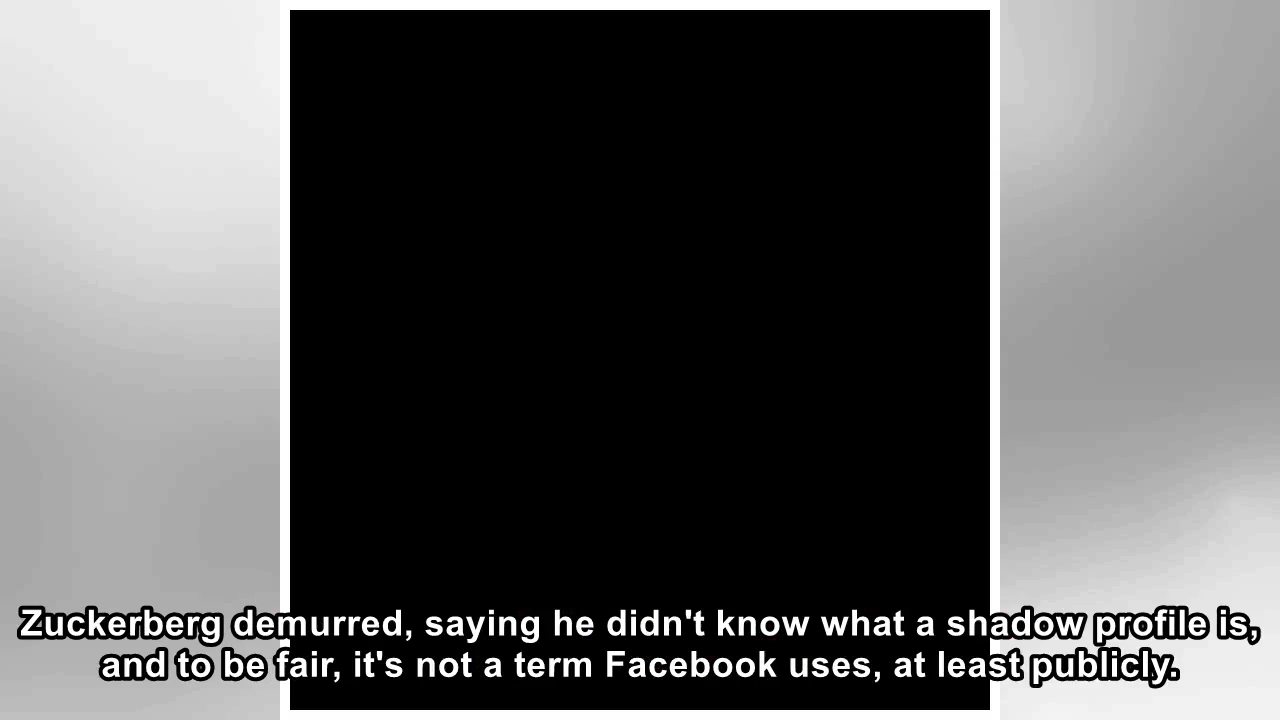 Zuckerberg demurred, saying he didn't know what a shadow profile is,
and to be fair, it's not a term Facebook uses, at least publicly.